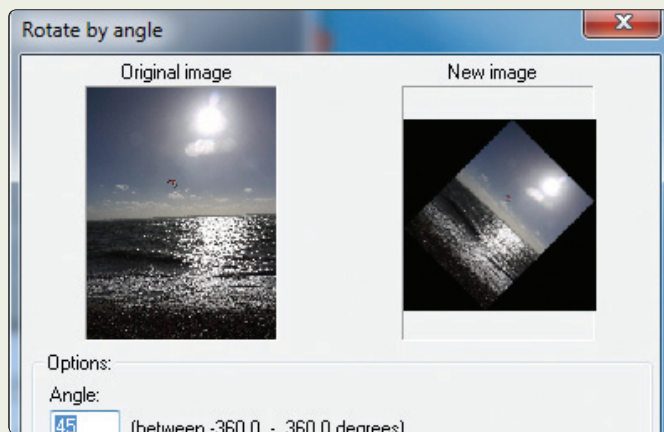 Rotate by angle
Original image
New image
Options:
Angle:
45 (between -360.0 - 360.0 degrees)